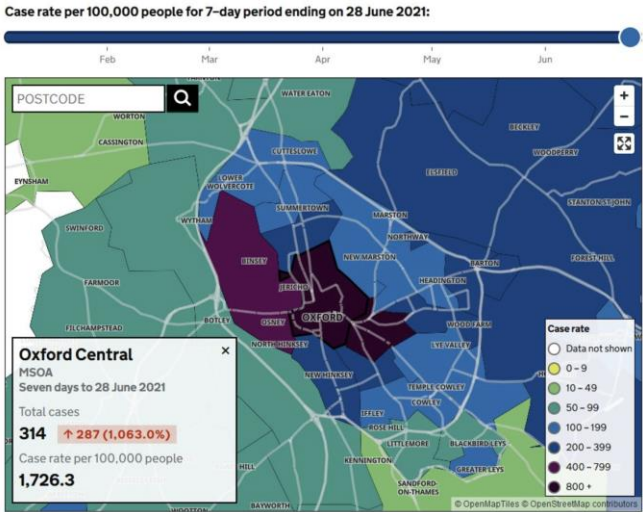 Case rate per 100,000 people for 7–day period ending on 28 June 2021:
Feb Mar Apr May Jun
POSTCODE
+
−
WATER EATON
WORTON
CASSINGTON
BECKLEY
CUTTESLOWE
WOODPERRY
EYNSHAM
LOWER
WOLVERCOTE
ELSFIELD
SUMMERTOWN
STANTON ST JOHN
WYTHAM
MARSTON
SWINFORD
NORTHWAY
BINSEY
NEW MARSTON
BARTON
FOREST HILL
FARMOOR
JERICHO
HEADINGTON
OXFORD
BOTLEY
OSNEY
FILCHAMPSTEAD
WOOD FARM
NORTH HINKSEY
LYE VALLEY
NEW HINKSEY
TEMPLE COWLEY
COWLEY
IFFLEY
ROSE HILL
LITTLEMORE
BLACKBIRD LEYS
KENNINGTON
GREATER LEYS
HILL
SANDFORD-
ON-THAMES
WOOTTON
BAYWORTH
Oxford Central
×
MSOA
Seven days to 28 June 2021
Total cases
314 ↑ 287 (1,063.0%)
Case rate per 100,000 people
1,726.3
Case rate
Data not shown
0 – 9
10 – 49
50 – 99
100 – 199
200 – 399
400 – 799
800 +
© OpenMapTiles © OpenStreetMap contributors